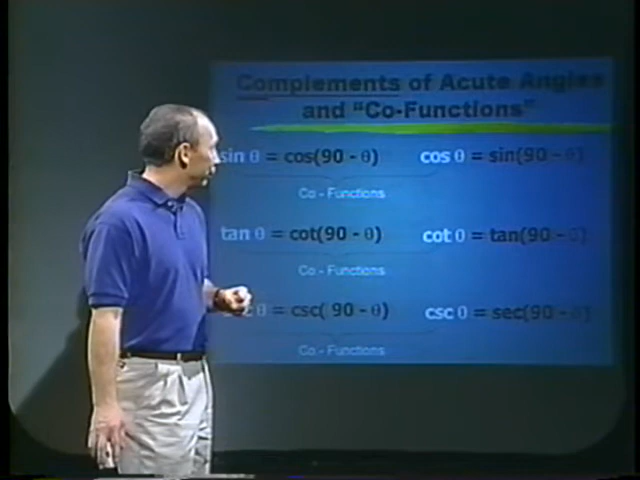 Complements of Acute Angles
and "Co-Functions"
sin θ = cos(90 - θ) cos θ = sin(90 - θ)
Co - Functions
tan θ = cot(90 - θ) cot θ = tan(90 - θ)
Co - Functions
θ = csc( 90 - θ) csc θ = sec(90 - θ)
Co - Functions